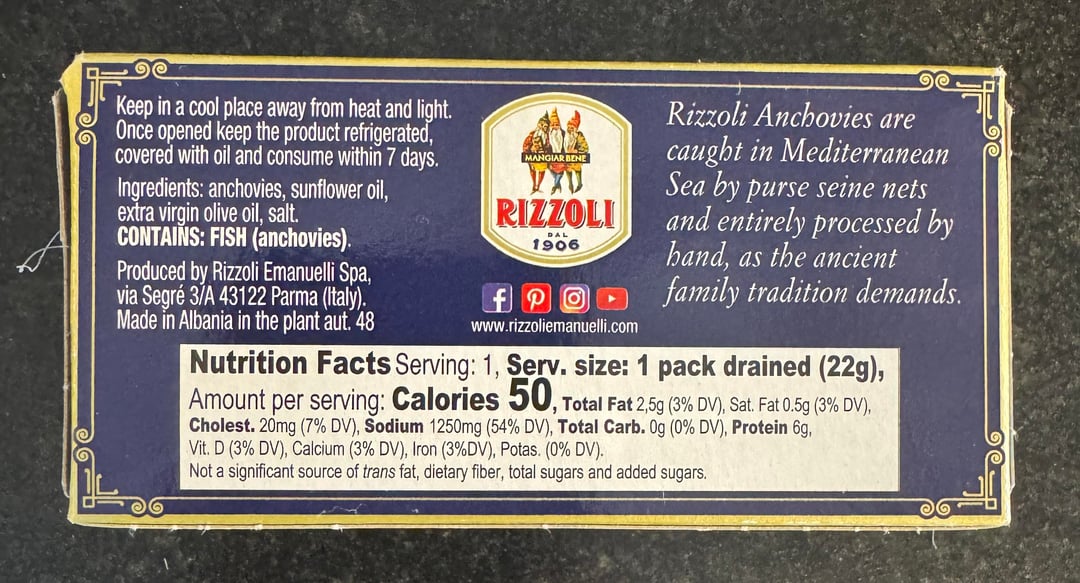 Keep in a cool place away from heat and light.
Once opened keep the product refrigerated,
covered with oil and consume within 7 days.
Ingredients: anchovies, sunflower oil,
extra virgin olive oil, salt.
CONTAINS: FISH (anchovies).
Produced by Rizzoli Emanuelli Spa,
via Segré 3/A 43122 Parma (Italy).
Made in Albania in the plant aut. 48
MANGIAR BENE
RIZZOLI
DAL
1906
www.rizzoliemanuelli.com
Rizzoli Anchovies are
caught in Mediterranean
Sea by purse seine nets
and entirely processed by
hand, as the ancient
family tradition demands.
Nutrition Facts Serving: 1, Serv. size: 1 pack drained (22g),
Amount per serving: Calories 50, Total Fat 2,5g (3% DV), Sat. Fat 0.5g (3% DV),
Cholest. 20mg (7% DV), Sodium 1250mg (54% DV), Total Carb. 0g (0% DV), Protein 6g,
Vit. D (3% DV), Calcium (3% DV), Iron (3%DV), Potas. (0% DV).
Not a significant source of trans fat, dietary fiber, total sugars and added sugars.